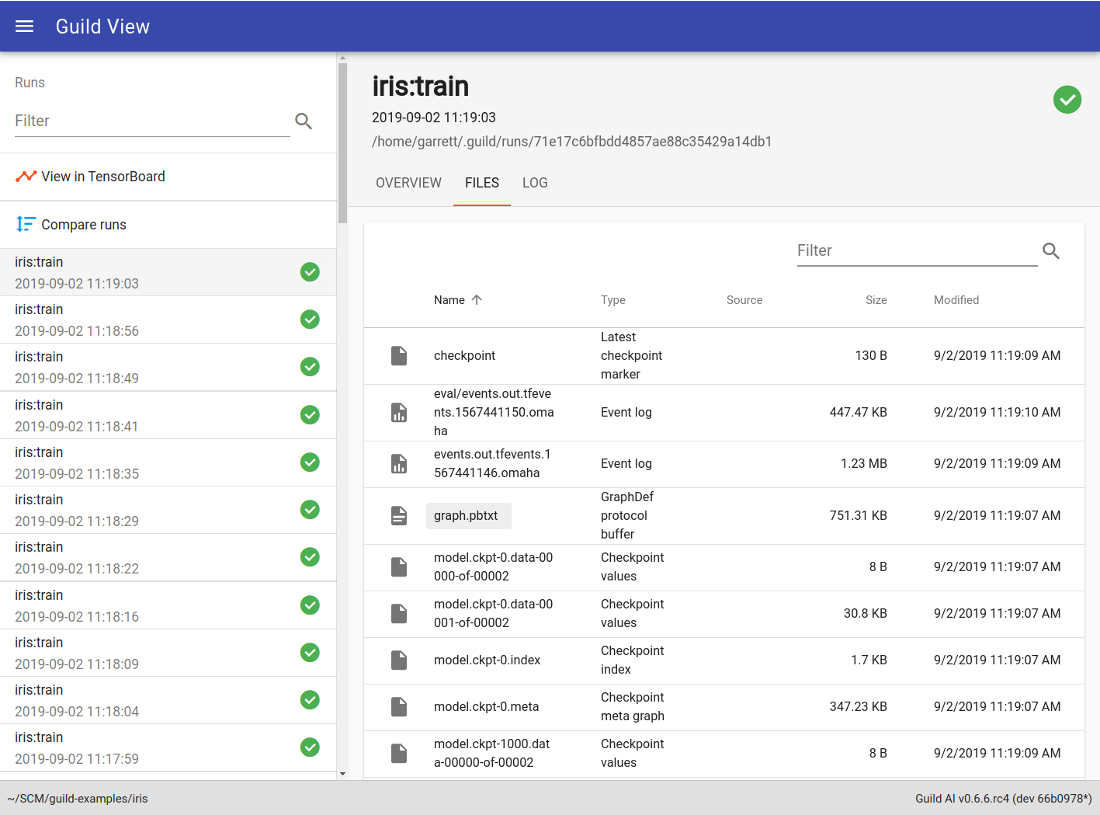 Guild View
Runs
Filter
View in TensorBoard
Compare runs
iris:train
2019-09-02 11:19:03
iris:train
2019-09-02 11:18:56
iris:train
2019-09-02 11:18:49
iris:train
2019-09-02 11:18:41
iris:train
2019-09-02 11:18:35
iris:train
2019-09-02 11:18:29
iris:train
2019-09-02 11:18:22
iris:train
2019-09-02 11:18:16
iris:train
2019-09-02 11:18:09
iris:train
2019-09-02 11:18:04
iris:train
2019-09-02 11:17:59
iris:train
2019-09-02 11:19:03
/home/garrett/.guild/runs/71e17c6bfbdd4857ae88c35429a14db1
OVERVIEW FILES LOG
Filter
Name Type Source Size Modified
Latest
checkpoint checkpoint 130 B 9/2/2019 11:19:09 AM
marker
eval/events.out.tfeve
nts.1567441150.oma Event log 447.47 KB 9/2/2019 11:19:10 AM
ha
events.out.tfevents.1
567441146.omaha Event log 1.23 MB 9/2/2019 11:19:09 AM
GraphDef
graph.pbtxt protocol 751.31 KB 9/2/2019 11:19:07 AM
buffer
model.ckpt-0.data-00 Checkpoint
000-of-00002 values 8 B 9/2/2019 11:19:07 AM
model.ckpt-0.data-00 Checkpoint
001-of-00002 values 30.8 KB 9/2/2019 11:19:07 AM
Checkpoint
model.ckpt-0.index index 1.7 KB 9/2/2019 11:19:07 AM
Checkpoint
model.ckpt-0.meta meta graph 347.23 KB 9/2/2019 11:19:07 AM
model.ckpt-1000.dat Checkpoint
a-00000-of-00002 values 8 B 9/2/2019 11:19:09 AM
~/SCM/guild-examples/iris
Guild AI v0.6.6.rc4 (dev 66b0978*)